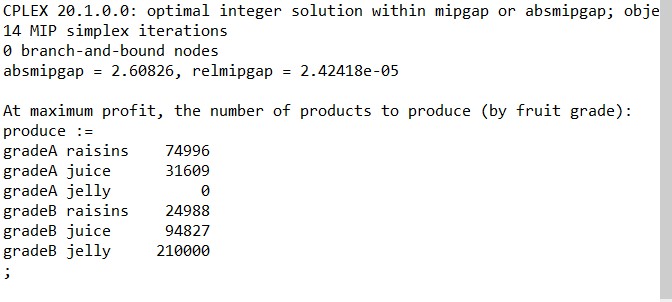 CPLEX 20.1.0.0: optimal integer solution within mipgap or absmipgap; obje
14 MIP simplex iterations
0 branch-and-bound nodes
absmipgap = 2.60826, relmipgap = 2.42418e-05
At maximum profit, the number of products to produce (by fruit grade):
produce :=
gradeA raisins 74996
gradeA juice 31609
gradeA jelly 0
gradeB raisins 24988
gradeB juice 94827
gradeB jelly 210000
;